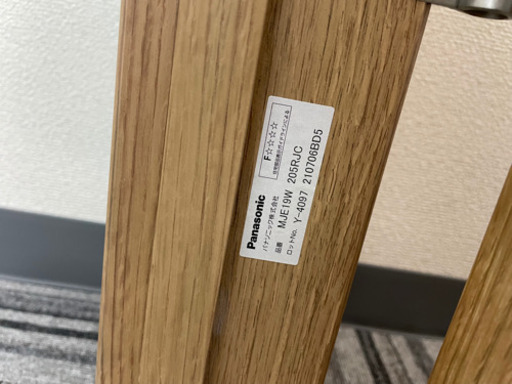 Panasonic
パナソニック株式会社
品番 MJE19W 205RJC
ロットNo. Y-4097 210706BD5
F☆☆☆☆